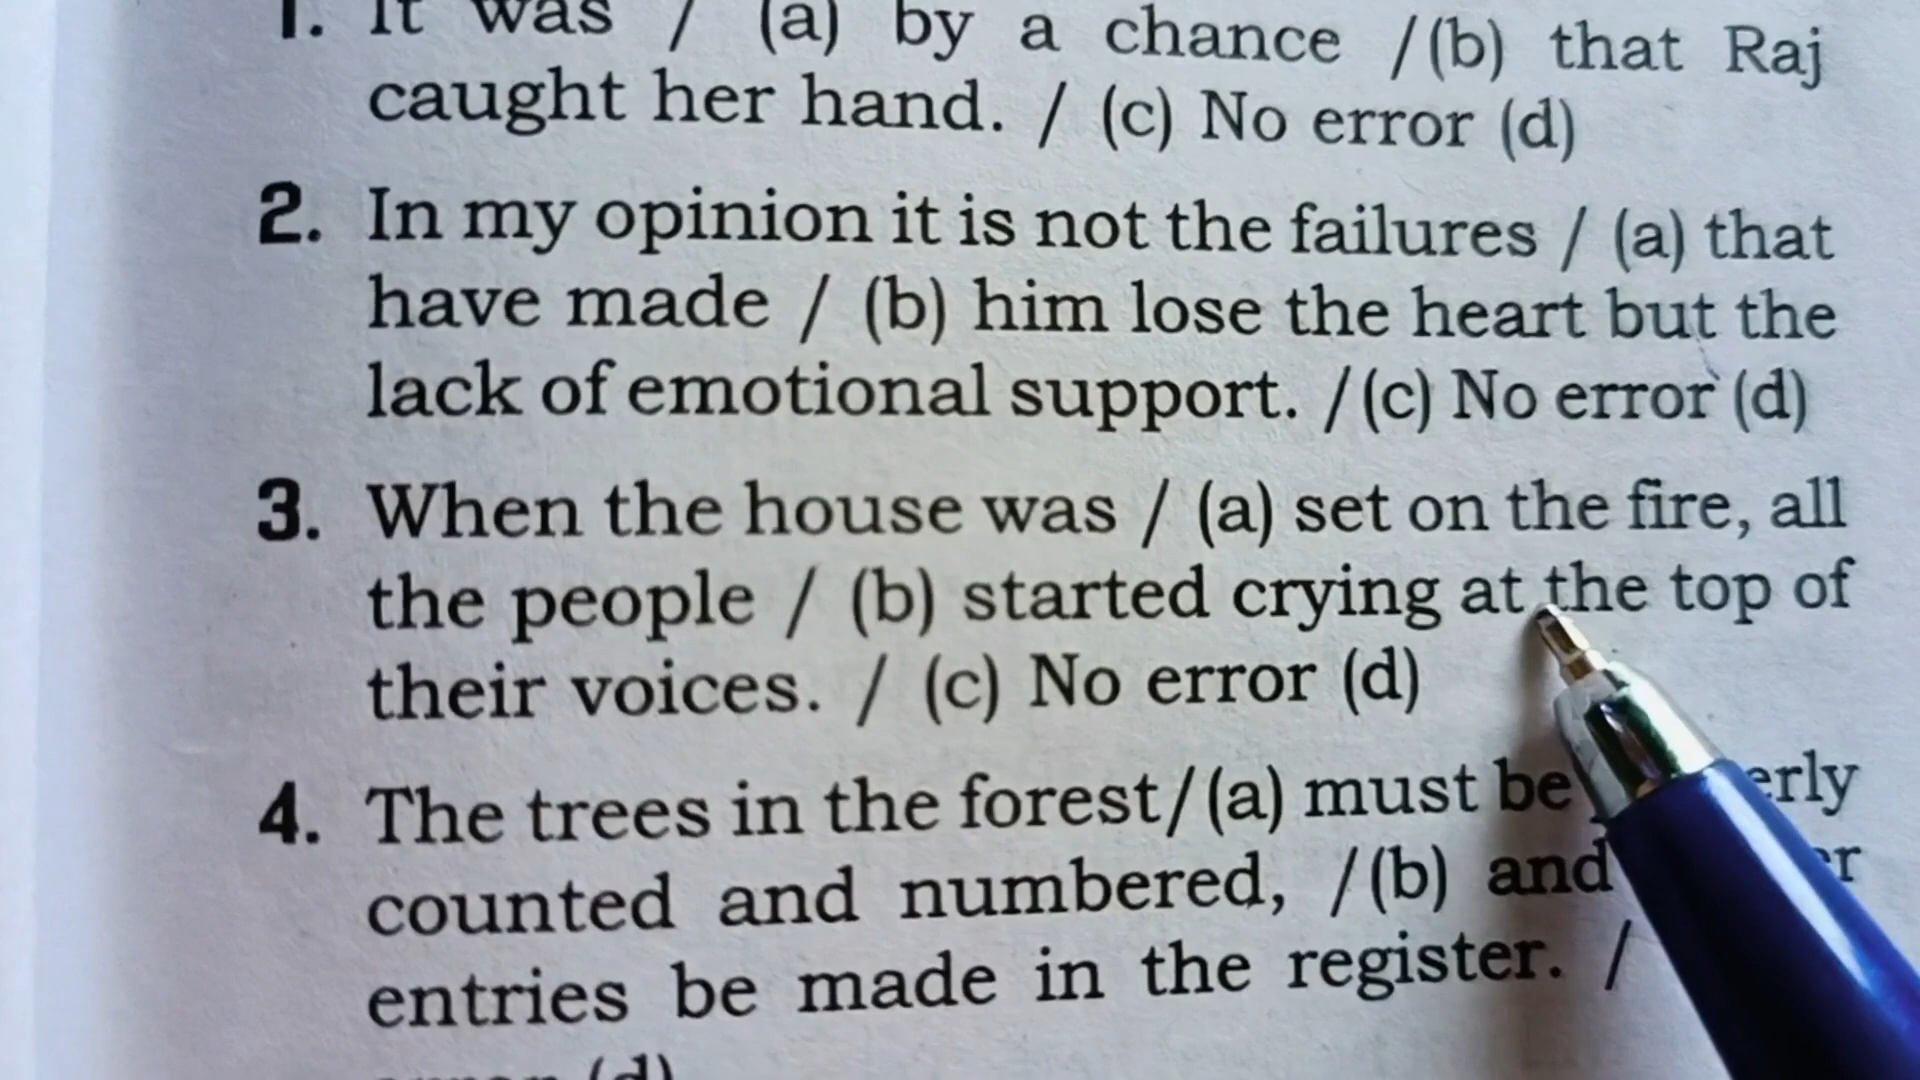 1. It was / (a) by a chance /(b) that Raj
caught her hand. / (c) No error (d)
2. In my opinion it is not the failures / (a) that
have made / (b) him lose the heart but the
lack of emotional support. /(c) No error (d)
3. When the house was / (a) set on the fire, all
the people / (b) started crying at the top of
their voices. / (c) No error (d)
4. The trees in the forest/(a) must be
counted and numbered, /(b) and
entries be made in the register. /
(d)